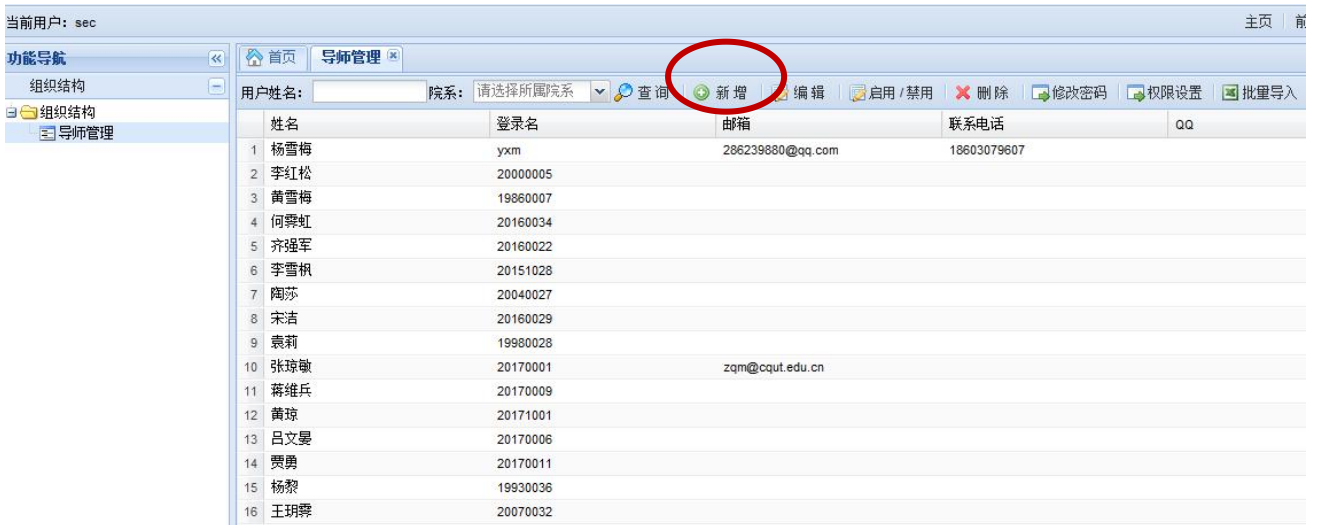 当前用户: sec 主页 前
功能导航 首页 导师管理
组织结构
用户姓名: 院系: 请选择所属院系 查询 新增 编辑 启用/禁用 删除 修改密码 权限设置 批量导入
组织结构
导师管理
姓名 登录名 邮箱 联系电话 QQ
1 杨雪梅 yxm 286239880@qq.com 18603079607
2 李红松 20000005
3 黄雪梅 19860007
4 何霏虹 20160034
5 齐强军 20160022
6 李雪枫 20151028
7 陶莎 20040027
8 宋洁 20160029
9 袁莉 19980028
10 张琼敏 20170001 zqm@cqut.edu.cn
11 蒋维兵 20170009
12 黄琼 20171001
13 吕文晏 20170006
14 贾勇 20170011
15 杨黎 19930036
16 王玥霏 20070032